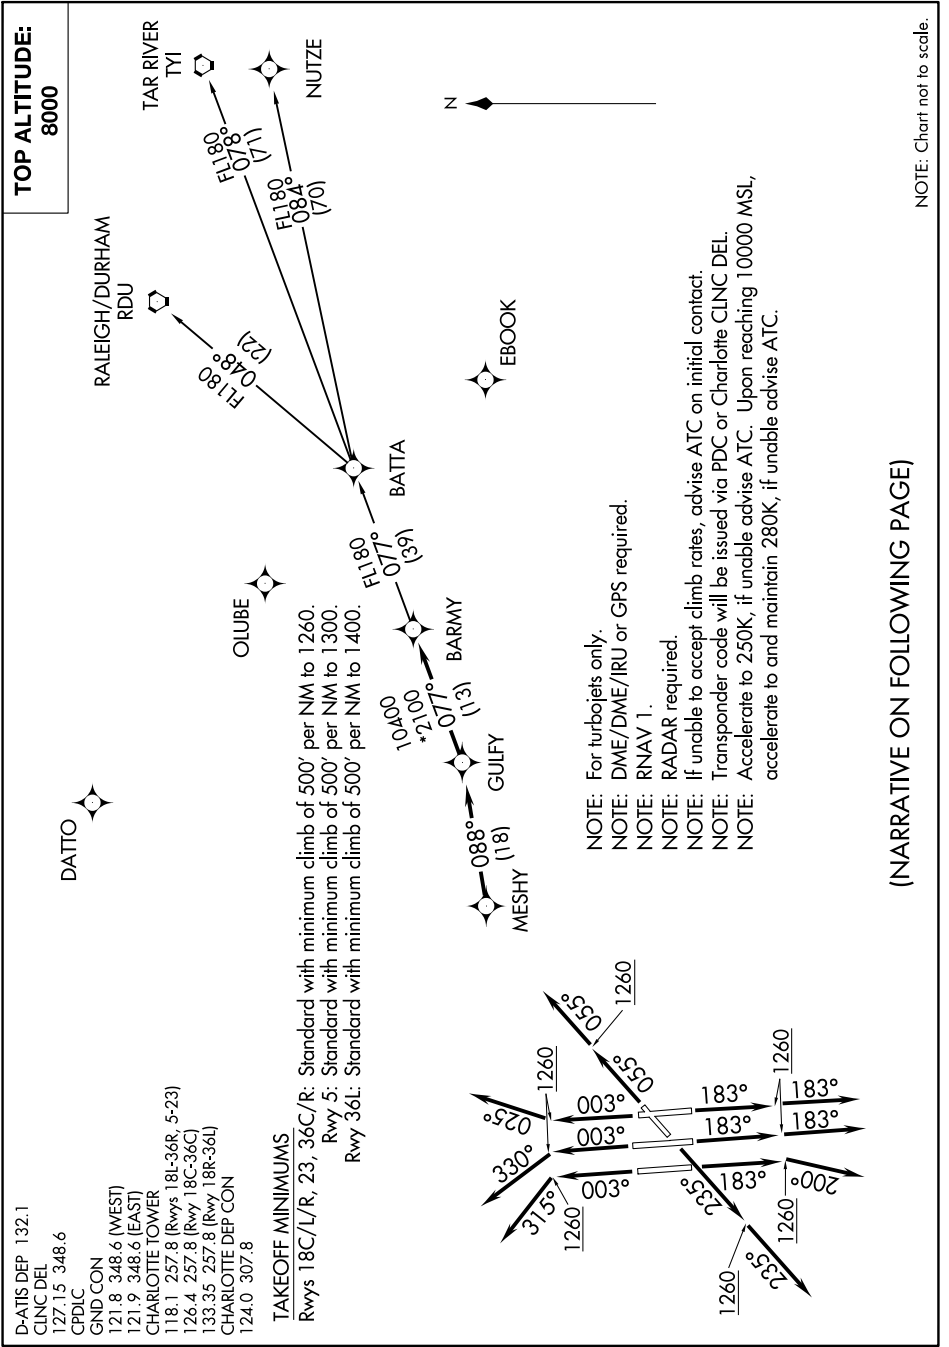 TOP ALTITUDE:
8000
D-ATIS DEP 132.1
CLNC DEL
127.15 348.6
CPDLC
GND CON
121.8 348.6 (WEST)
121.9 348.6 (EAST)
CHARLOTTE TOWER
118.1 257.8 (Rwys 18L-36R, 5-23)
126.4 257.8 (Rwy 18C-36C)
133.35 257.8 (Rwy 18R-36L)
CHARLOTTE DEP CON
124.0 307.8
TAKEOFF MINIMUMS
Rwys 18C/L/R, 23, 36C/R: Standard with minimum climb of 500' per NM to 1260.
Rwy 5: Standard with minimum climb of 500' per NM to 1300.
Rwy 36L: Standard with minimum climb of 500' per NM to 1400.
DATTO
OLUBE
RALEIGH/DURHAM
RDU
TAR RIVER
TYI
NUTZE
FL180
048°
(22)
FL180
078°
(71)
FL180
084°
(70)
BATTA
FL180
077°
(39)
BARMY
10400
*2100
077°
(13)
GULFY
088°
(18)
MESHY
EBOOK
N
315°
330°
025°
1260
1260
003°
003°
003°
055°
055°
1260
235°
235°
1260
183°
183°
183°
1260
200°
183°
183°
1260
NOTE: For turbojets only.
NOTE: DME/DME/IRU or GPS required.
NOTE: RNAV 1.
NOTE: RADAR required.
NOTE: If unable to accept climb rates, advise ATC on initial contact.
NOTE: Transponder code will be issued via PDC or Charlotte CLNC DEL.
NOTE: Accelerate to 250K, if unable advise ATC. Upon reaching 10000 MSL,
accelerate to and maintain 280K, if unable advise ATC.
(NARRATIVE ON FOLLOWING PAGE)
NOTE: Chart not to scale.